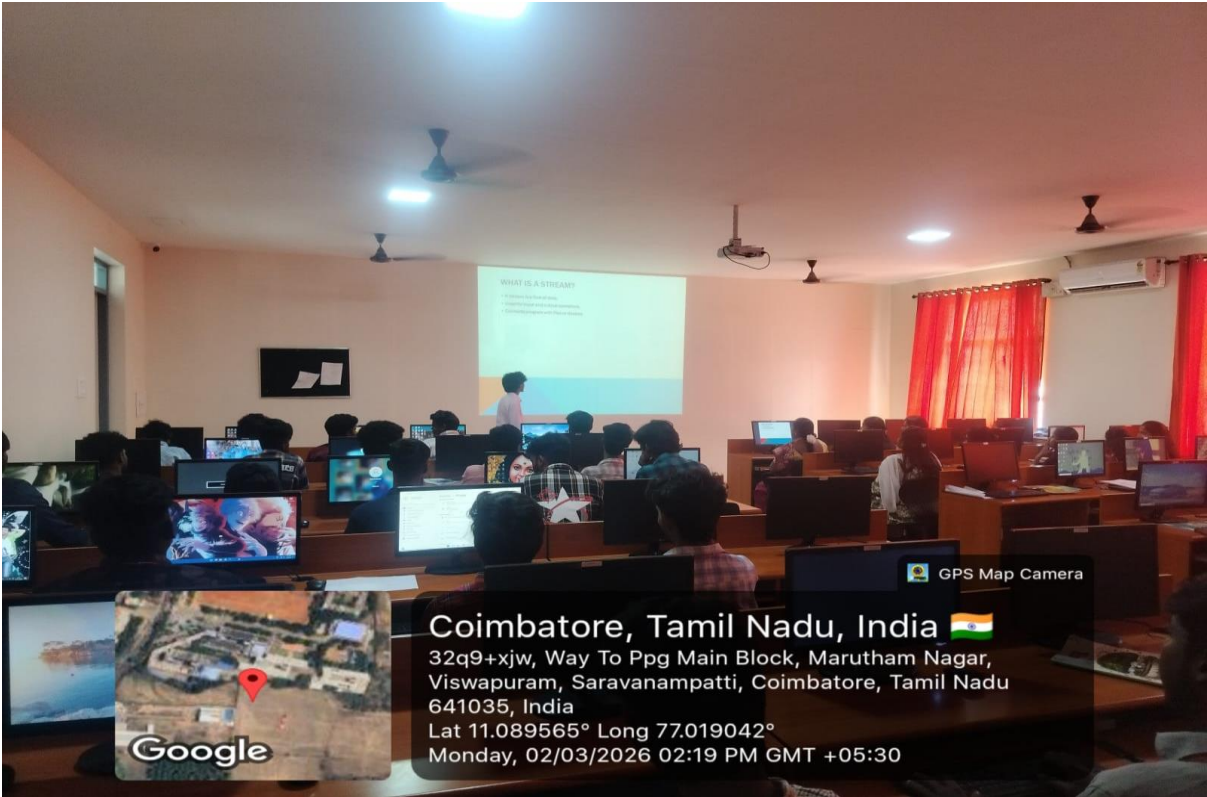 WHAT IS A STREAM?
GPS Map Camera
Coimbatore, Tamil Nadu, India
32q9+xjw, Way To Ppg Main Block, Marutham Nagar,
Viswapuram, Saravanampatti, Coimbatore, Tamil Nadu
641035, India
Lat 11.089565° Long 77.019042°
Monday, 02/03/2026 02:19 PM GMT +05:30
Google